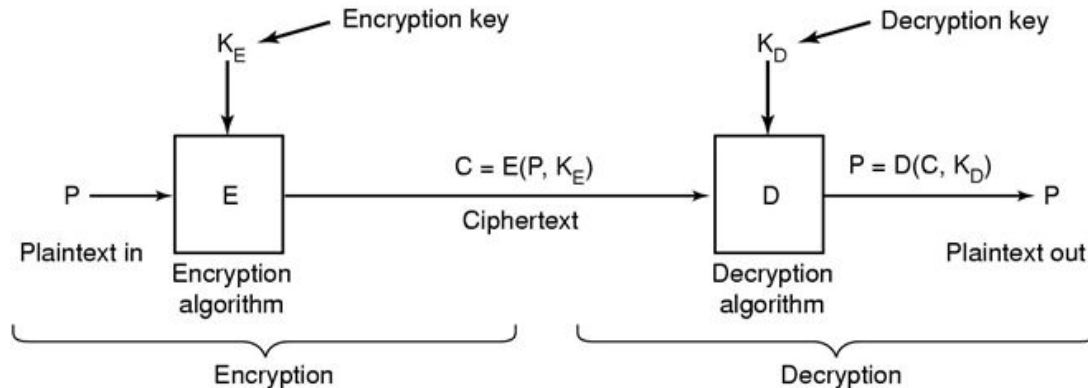 Encryption key
Decryption key
K_E
K_D
C = E(P, K_E)
P = D(C, K_D)
P
E
D
P
Ciphertext
Plaintext in
Plaintext out
Encryption
algorithm
Decryption
algorithm
Encryption
Decryption